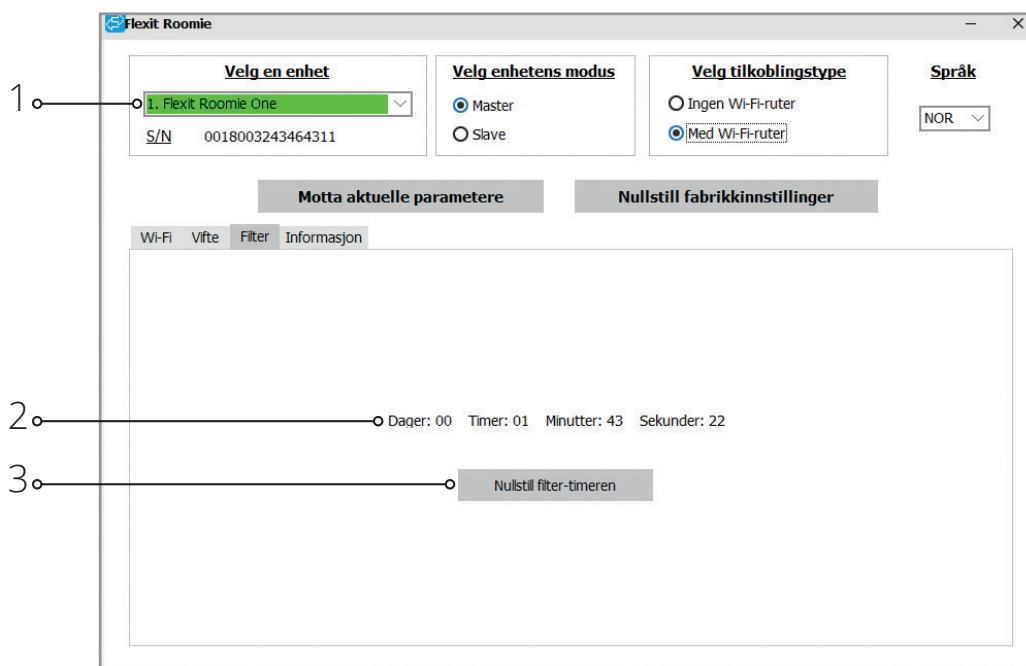 Flexit Roomie
Velg en enhet
Velg enhetens modus
Velg tilkoblingstype
Språk
1
1. Flexit Roomie One
Master
Ingen Wi-Fi-ruter
NOR
S/N 0018003243464311
Slave
Med Wi-Fi-ruter
Motta aktuelle parametere
Nullstill fabrikkinnstillinger
Wi-Fi Vifte Filter Informasjon
2
Dager: 00 Timer: 01 Minutter: 43 Sekunder: 22
3
Nullstill filter-timeren